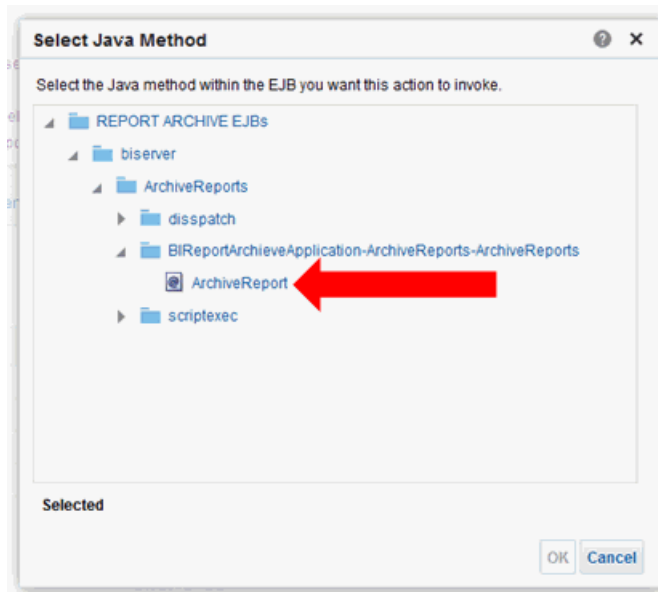 Select Java Method
Select the Java method within the EJB you want this action to invoke.
REPORT ARCHIVE EJBs
biserver
ArchiveReports
disspatch
BIReportArchieveApplication-ArchiveReports-ArchiveReports
ArchiveReport
scriptexec
Selected
OK Cancel